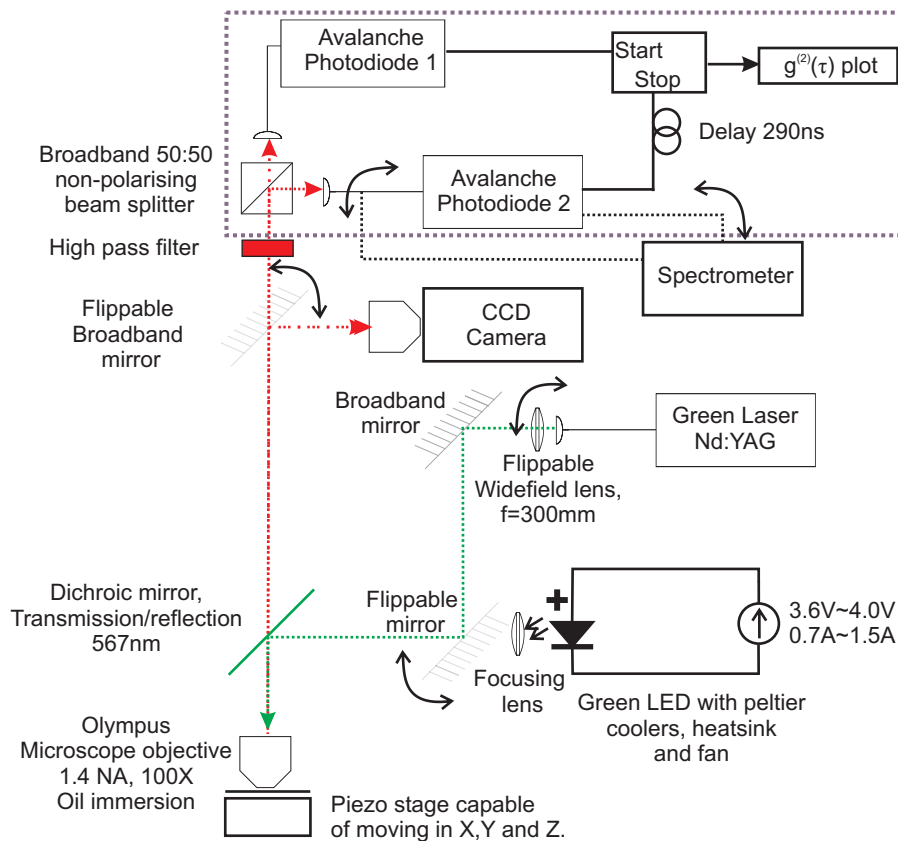 Avalanche
Photodiode 1
Start
Stop
g(2)(τ) plot
Delay 290ns
Broadband 50:50
non-polarising
beam splitter
Avalanche
Photodiode 2
High pass filter
Spectrometer
Flippable
Broadband
mirror
CCD
Camera
Broadband
mirror
Green Laser
Nd:YAG
Flippable
Widefield lens,
f=300mm
Dichroic mirror,
Transmission/reflection
567nm
Flippable
mirror
+
3.6V~4.0V
0.7A~1.5A
Focusing
lens
Green LED with peltier
coolers, heatsink
and fan
Olympus
Microscope objective
1.4 NA, 100X
Oil immersion
Piezo stage capable
of moving in X,Y and Z.